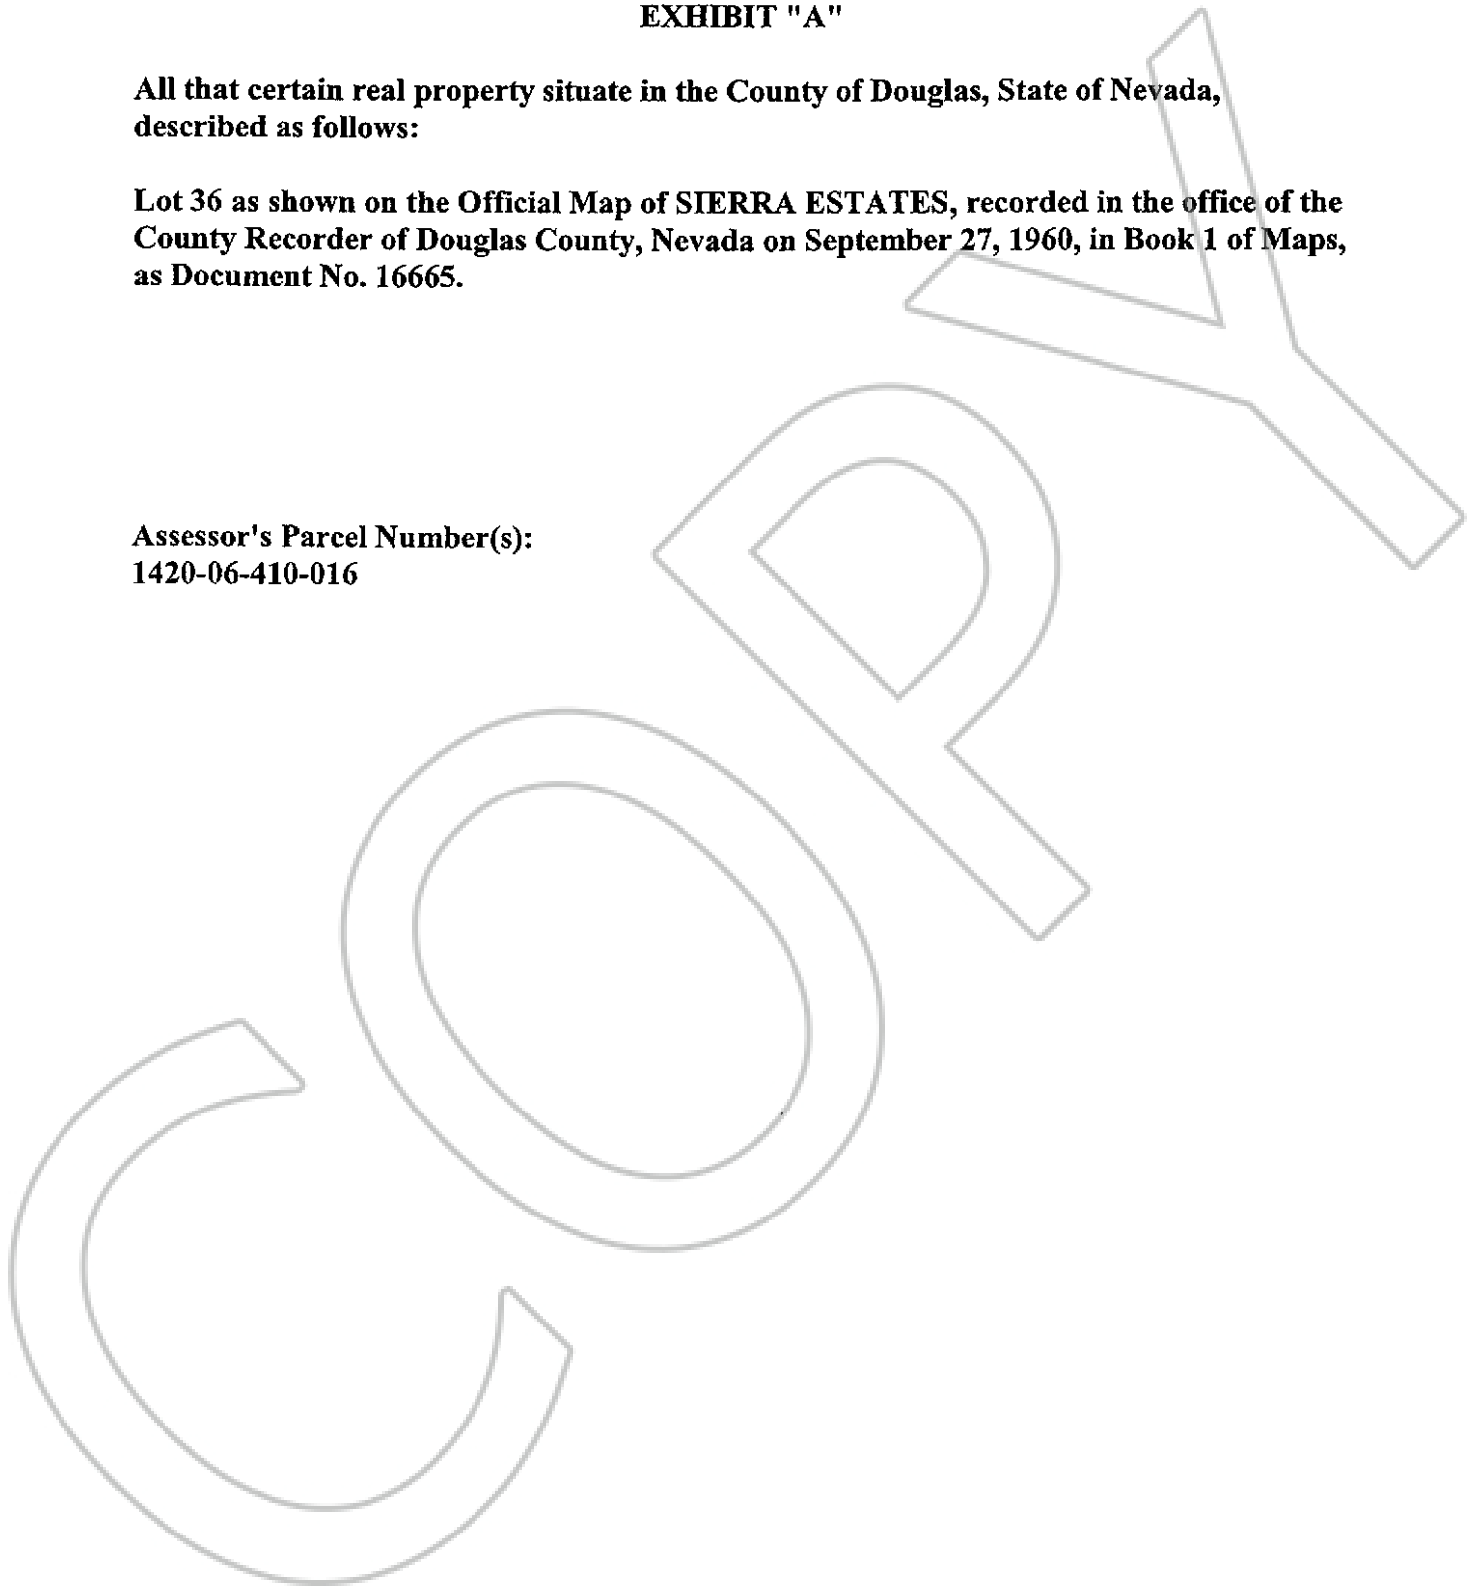 EXHIBIT "A"
All that certain real property situate in the County of Douglas, State of Nevada,
described as follows:
Lot 36 as shown on the Official Map of SIERRA ESTATES, recorded in the office of the
County Recorder of Douglas County, Nevada on September 27, 1960, in Book 1 of Maps,
as Document No. 16665.
Assessor's Parcel Number(s):
1420-06-410-016
COPY